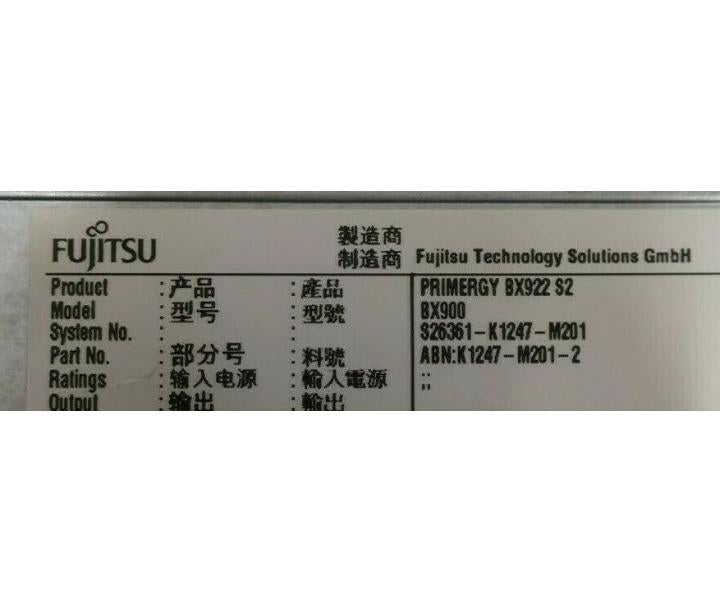 FUJITSU
製造商
制造商 Fujitsu Technology Solutions GmbH
Product :产品 :產品 PRIMERGY BX922 S2
Model :型号 :型號 BX900
System No. : : S26361-K1247-M201
Part No. :部分号 :料號 ABN:K1247-M201-2
Ratings :输入电源 :輸入電源 ;;
Output :输出 :輸出